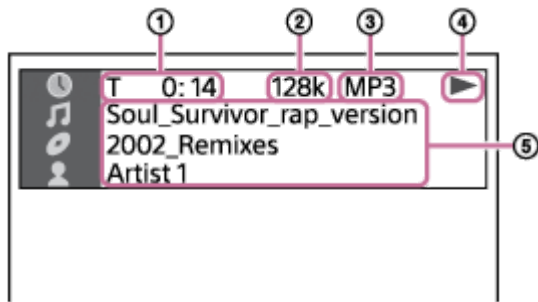 ① ② ③ ④
T 0:14 128k MP3
Soul_Survivor_rap_version
2002_Remixes
Artist 1
⑤